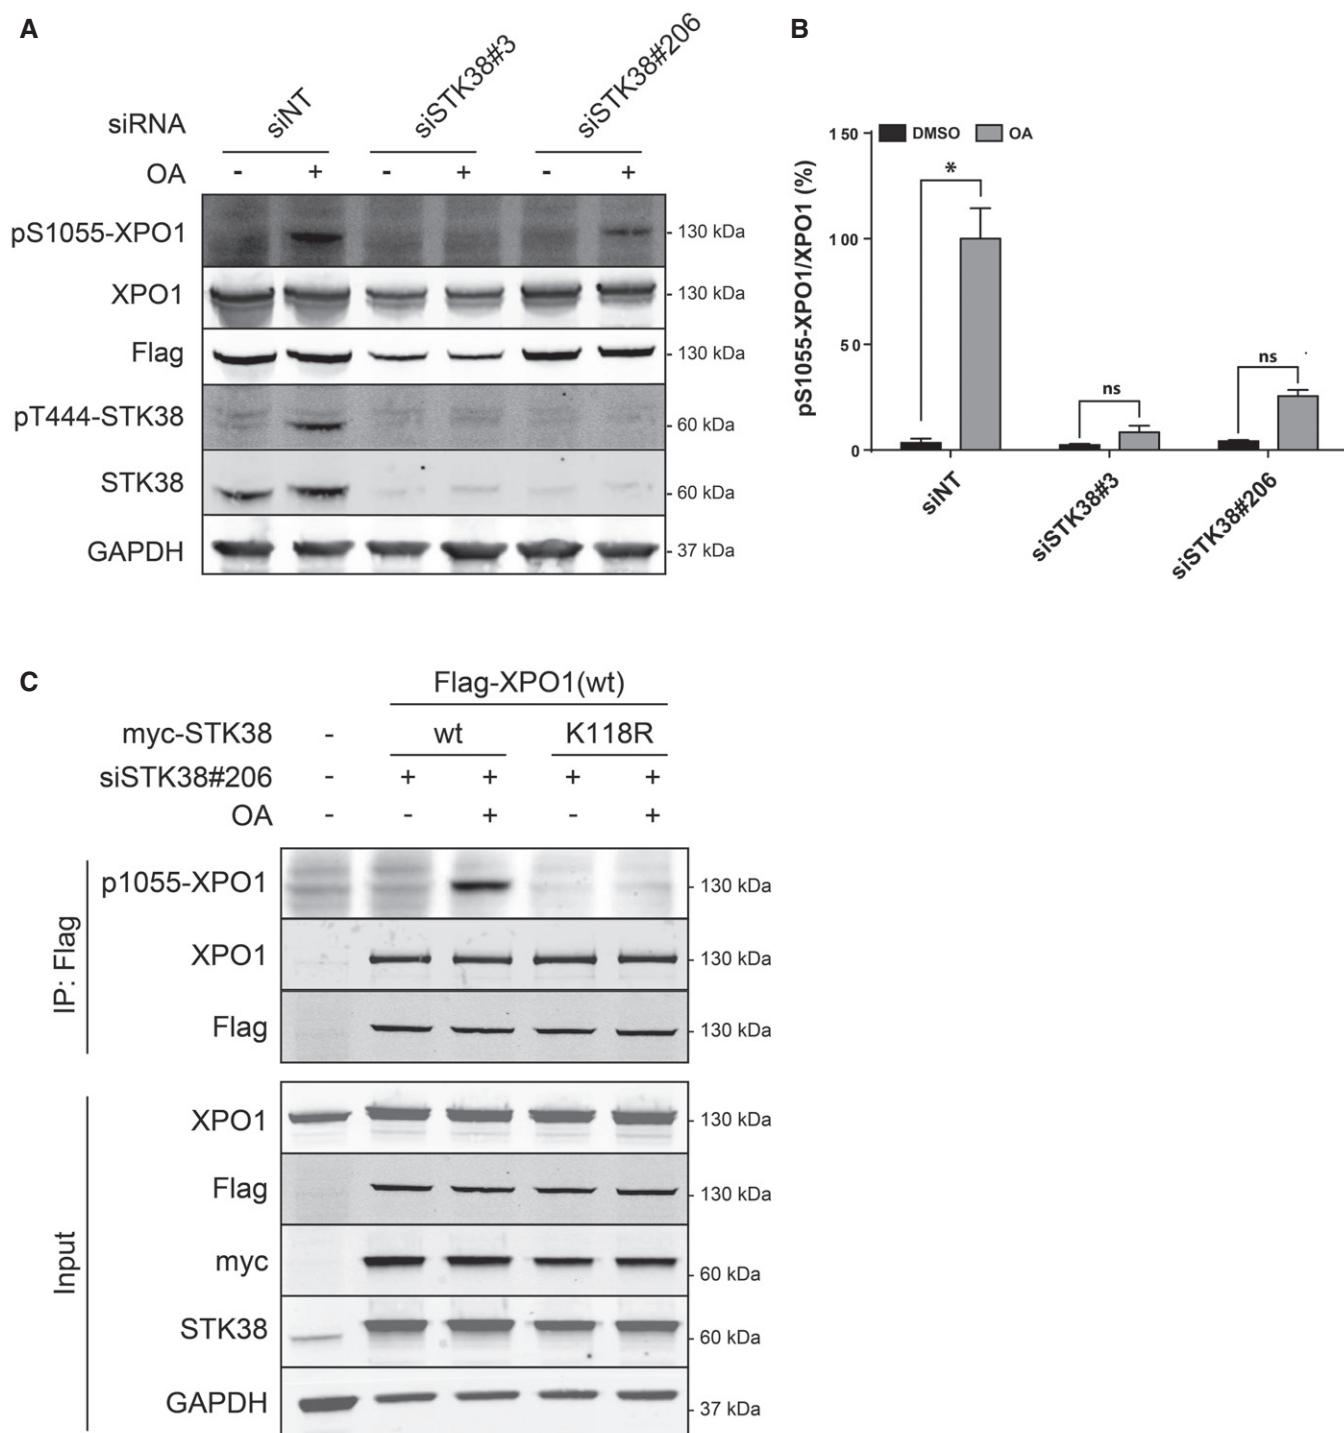 A
siRNA siNT siSTK38#3 siSTK38#206
OA - + - + - +
pS1055-XPO1 130 kDa
XPO1 130 kDa
Flag 130 kDa
pT444-STK38 60 kDa
STK38 60 kDa
GAPDH 37 kDa
B
DMSO OA
pS1055-XPO1/XPO1 (%)
150
100
50
0
* ns ns
siNT siSTK38#3 siSTK38#206
C
Flag-XPO1(wt)
myc-STK38 - wt K118R
siSTK38#206 - + + + +
OA - - + - +
IP: Flag
p1055-XPO1 130 kDa
XPO1 130 kDa
Flag 130 kDa
Input
XPO1 130 kDa
Flag 130 kDa
myc 60 kDa
STK38 60 kDa
GAPDH 37 kDa